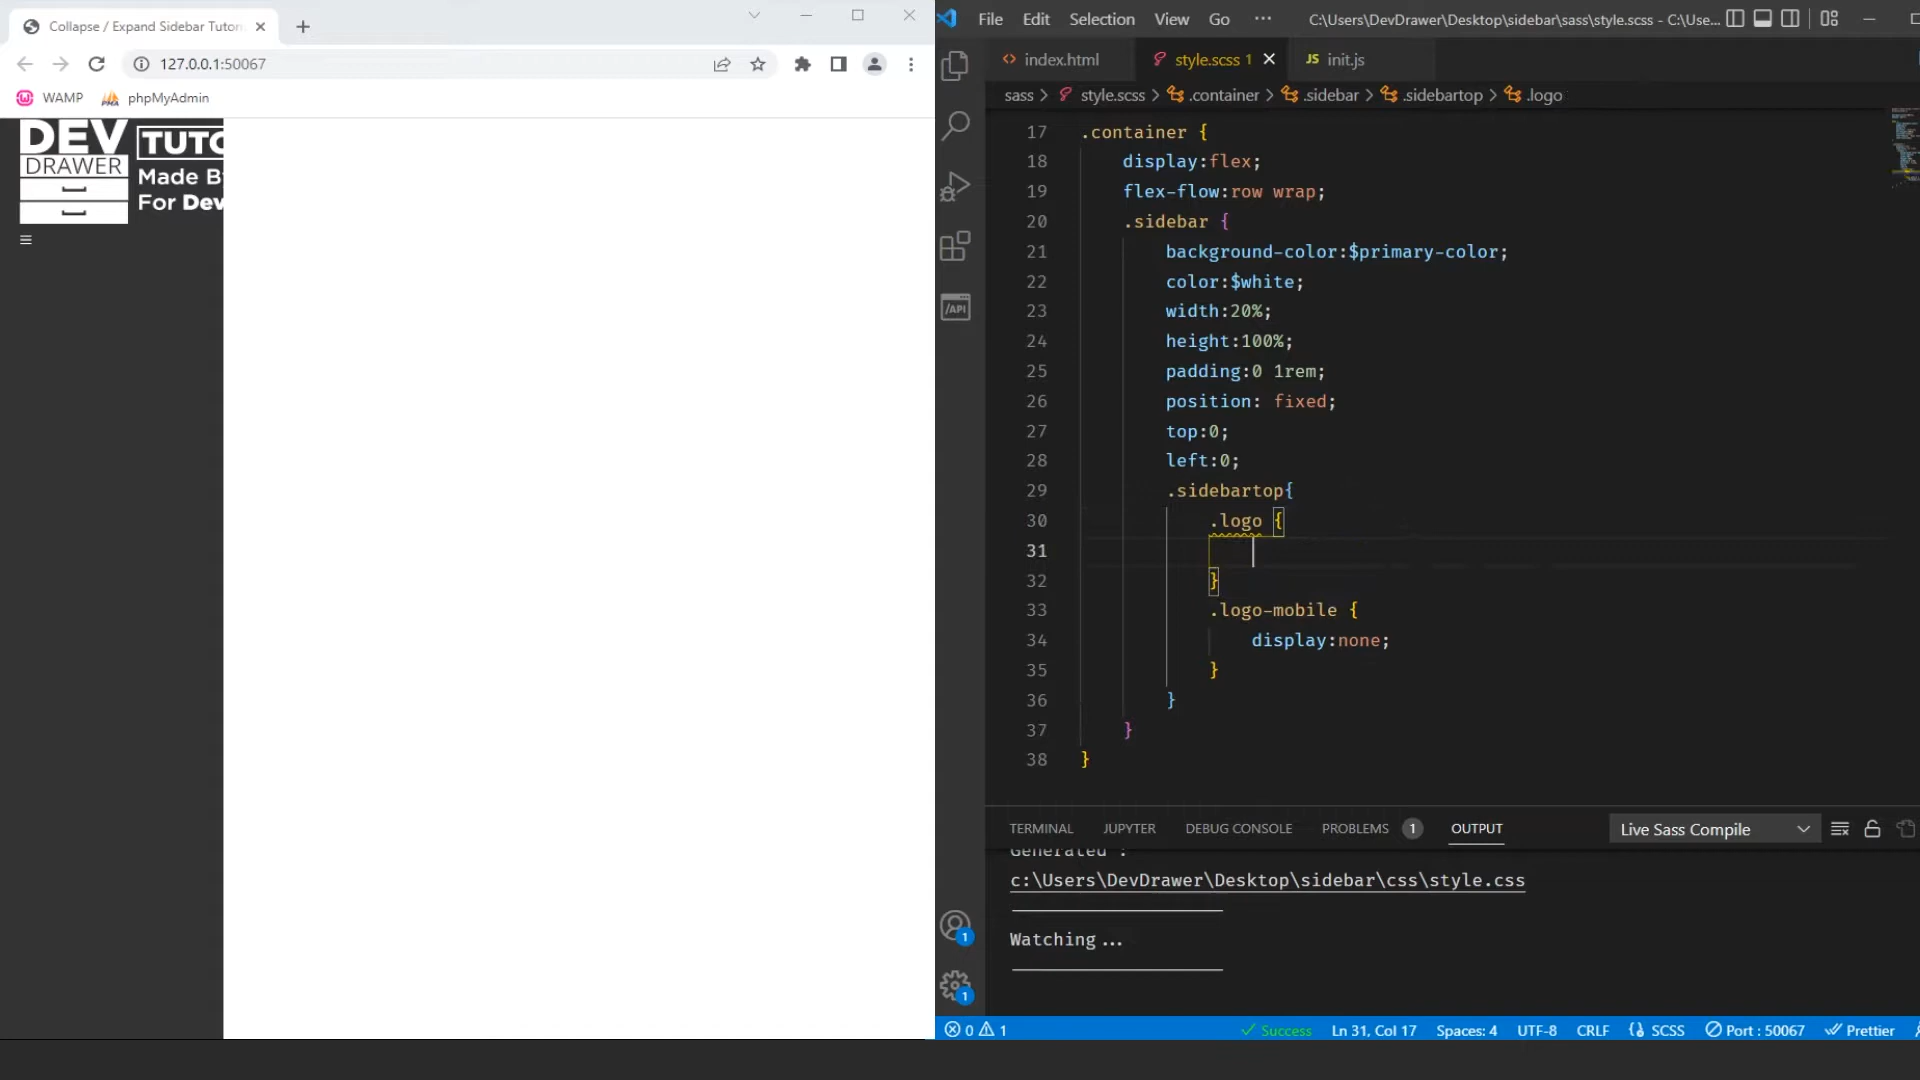 Collapse / Expand Sidebar Tutori
127.0.0.1:50067
WAMP
phpMyAdmin
DEV
DRAWER
TUTO
Made B
For Dev
File Edit Selection View Go ...
C:\Users\DevDrawer\Desktop\sidebar\sass\style.scss - C:\Use...
index.html
style.scss 1
JS init.js
sass > style.scss > .container > .sidebar > .sidebartop > .logo
17 .container {
18 display:flex;
19 flex-flow:row wrap;
20 .sidebar {
21 background-color:$primary-color;
22 color:$white;
23 width:20%;
24 height:100%;
25 padding:0 1rem;
26 position: fixed;
27 top:0;
28 left:0;
29 .sidebartop{
30 .logo {
31
32 }
33 .logo-mobile {
34 display:none;
35 }
36 }
37 }
38 }
/API
TERMINAL JUPYTER DEBUG CONSOLE PROBLEMS 1 OUTPUT
Live Sass Compile
Generated :
c:\Users\DevDrawer\Desktop\sidebar\css\style.css
Watching...
1
1
0 1
Success
Ln 31, Col 17
Spaces: 4
UTF-8
CRLF
SCSS
Port : 50067
Prettier